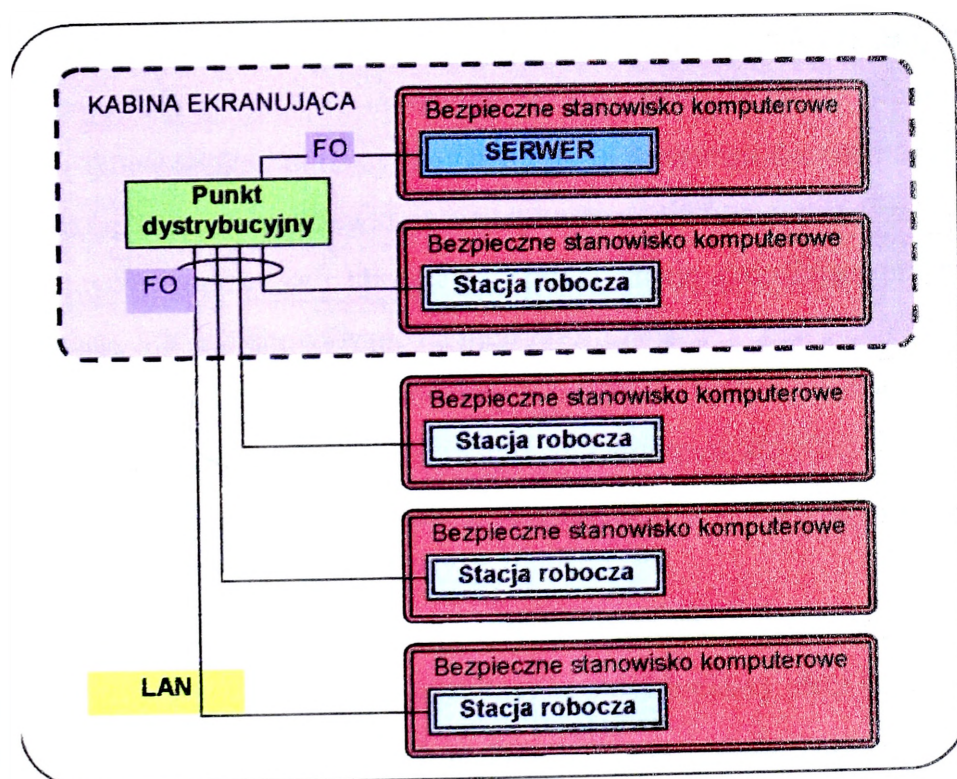 KABINA EKRANUJĄCA
Bezpieczne stanowisko komputerowe
FO
SERWER
Punkt
dystrybucyjny
Bezpieczne stanowisko komputerowe
FO
Stacja robocza
Bezpieczne stanowisko komputerowe
Stacja robocza
Bezpieczne stanowisko komputerowe
Stacja robocza
Bezpieczne stanowisko komputerowe
LAN
Stacja robocza